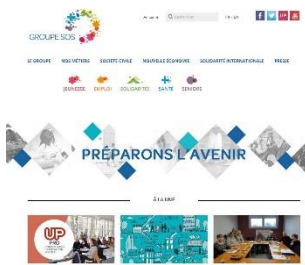 GROUPE SOS
LE GROUPE NOS MÉTIERS SOCIÉTÉ CIVILE NOUVELLE ÉCONOMIE SOLIDARITÉ INTERNATIONALE PRESSE
JEUNESSE EMPLOI SOLIDARITÉS SANTÉ SENIORS
PRÉPARONS L'AVENIR
À LA UNE
UP
PRO